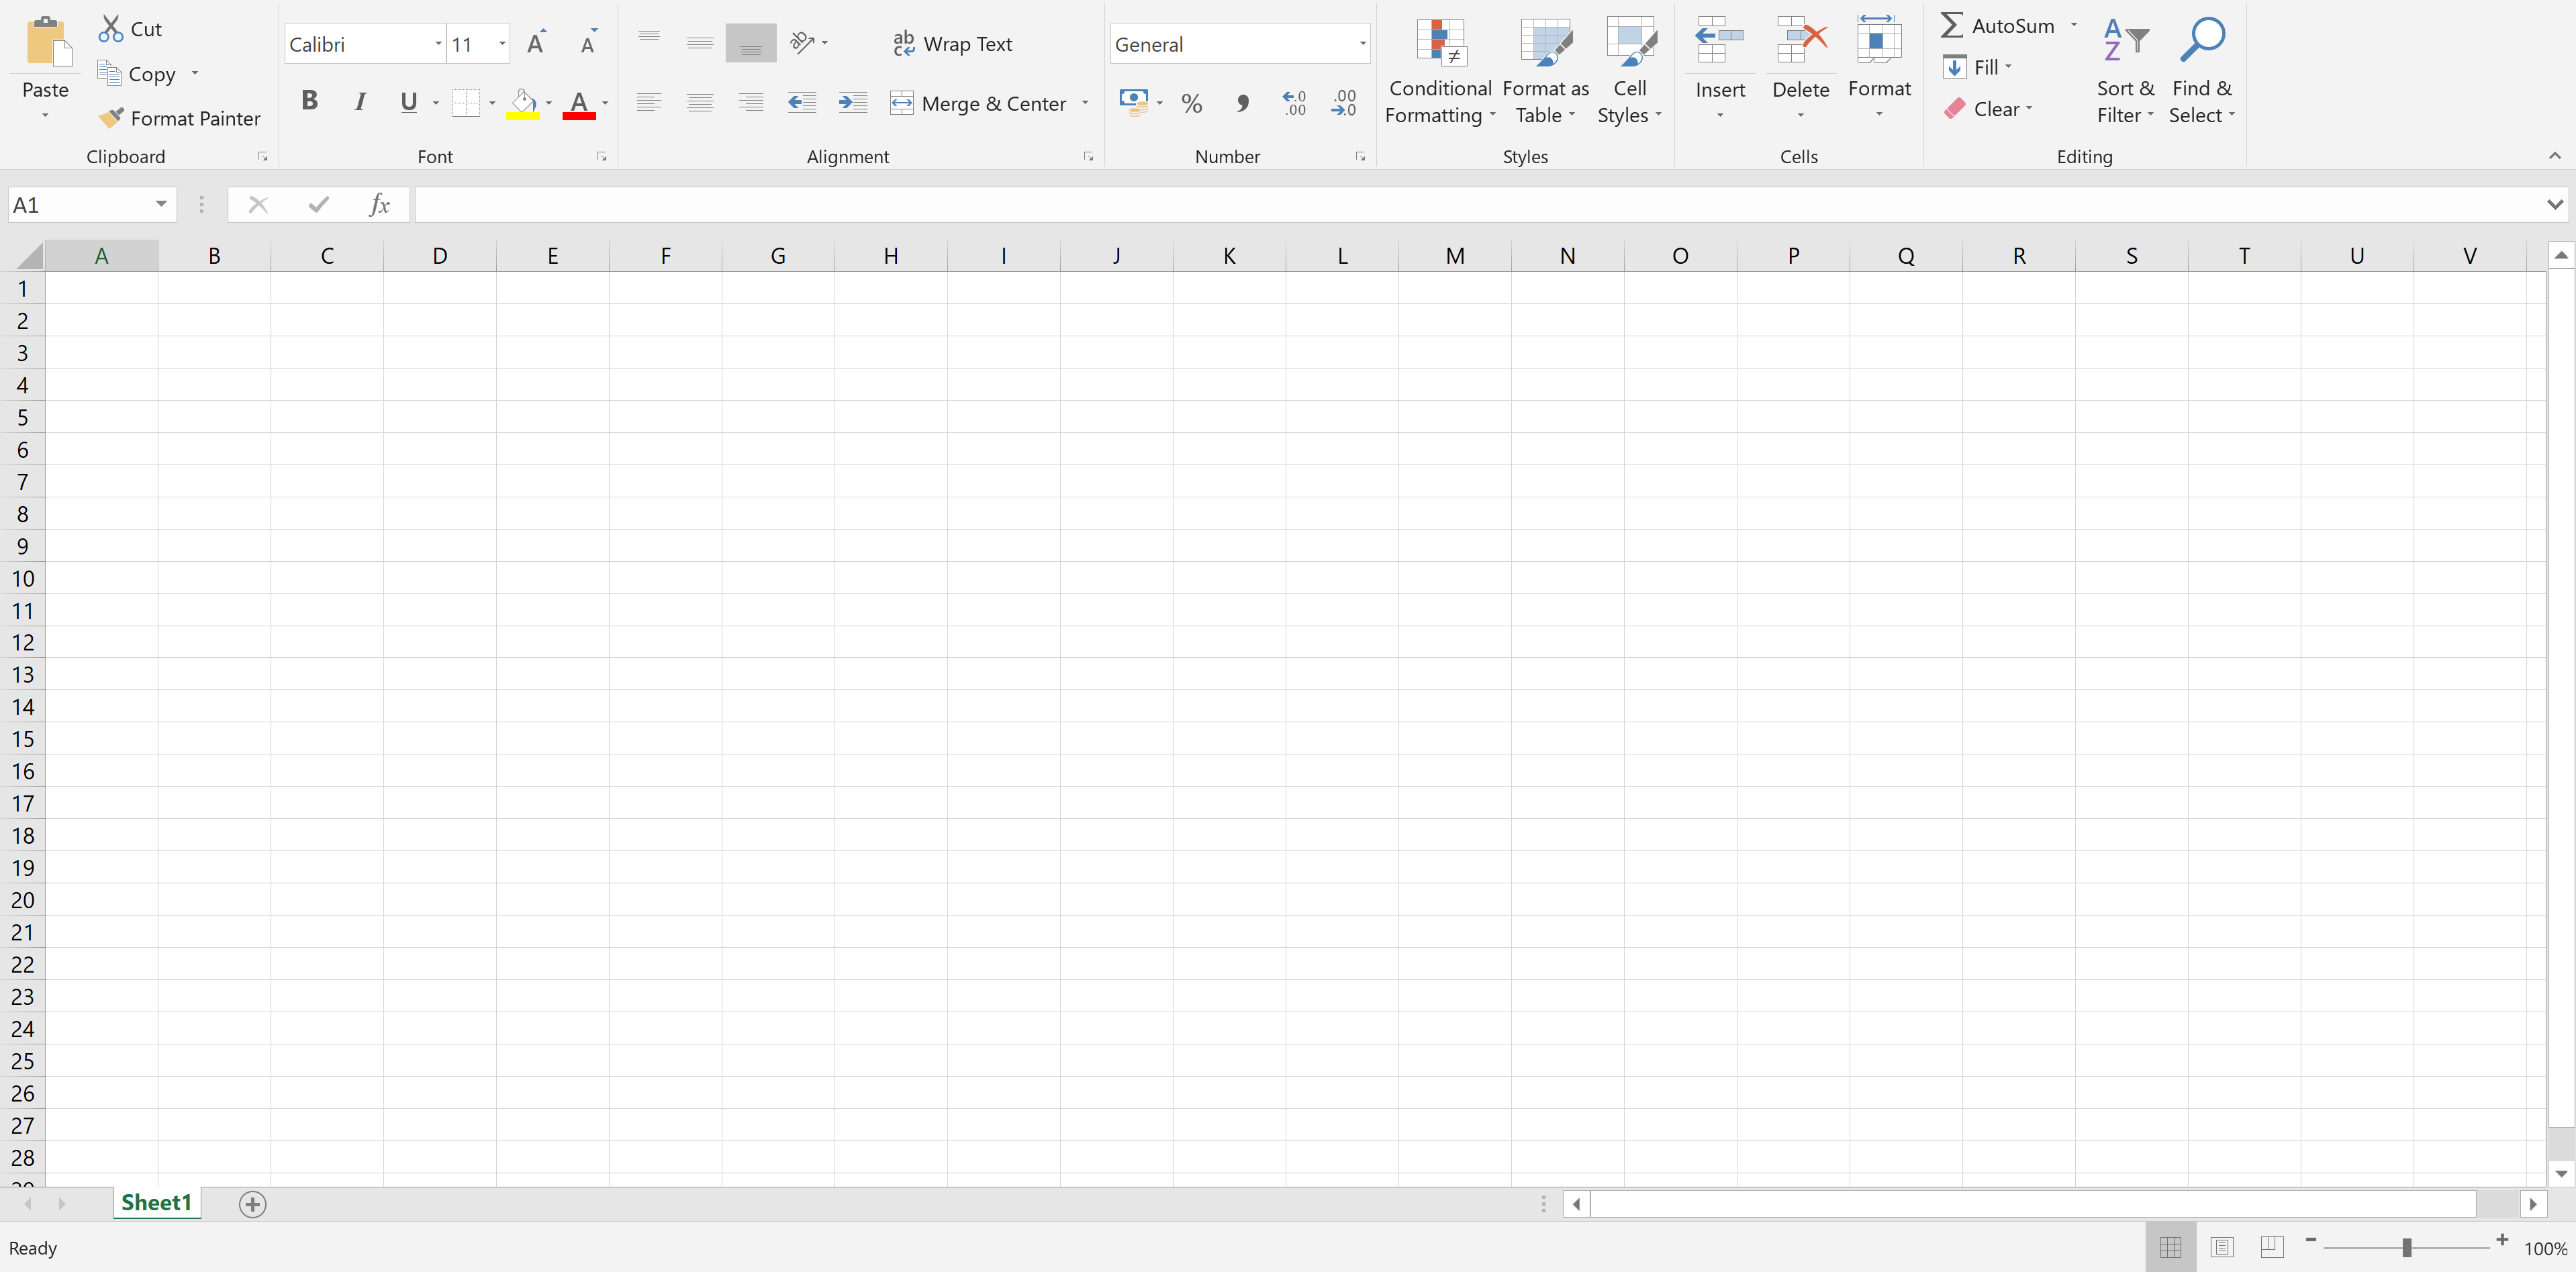 Paste
Cut
Copy
Format Painter
Clipboard
Calibri
11
A A
B I U A
Font
ab
ab
c
Wrap Text
Merge & Center
Alignment
General
% ,
.0
.00
.00
.0
Number
≠
Conditional
Formatting
Format as
Table
Cell
Styles
Styles
Insert
Delete
Format
Cells
AutoSum
Fill
Clear
A
Z
Sort &
Filter
Find &
Select
Editing
A1
fx
A B C D E F G H I J K L M N O P Q R S T U V
1
2
3
4
5
6
7
8
9
10
11
12
13
14
15
16
17
18
19
20
21
22
23
24
25
26
27
28
Sheet1
Ready
100%